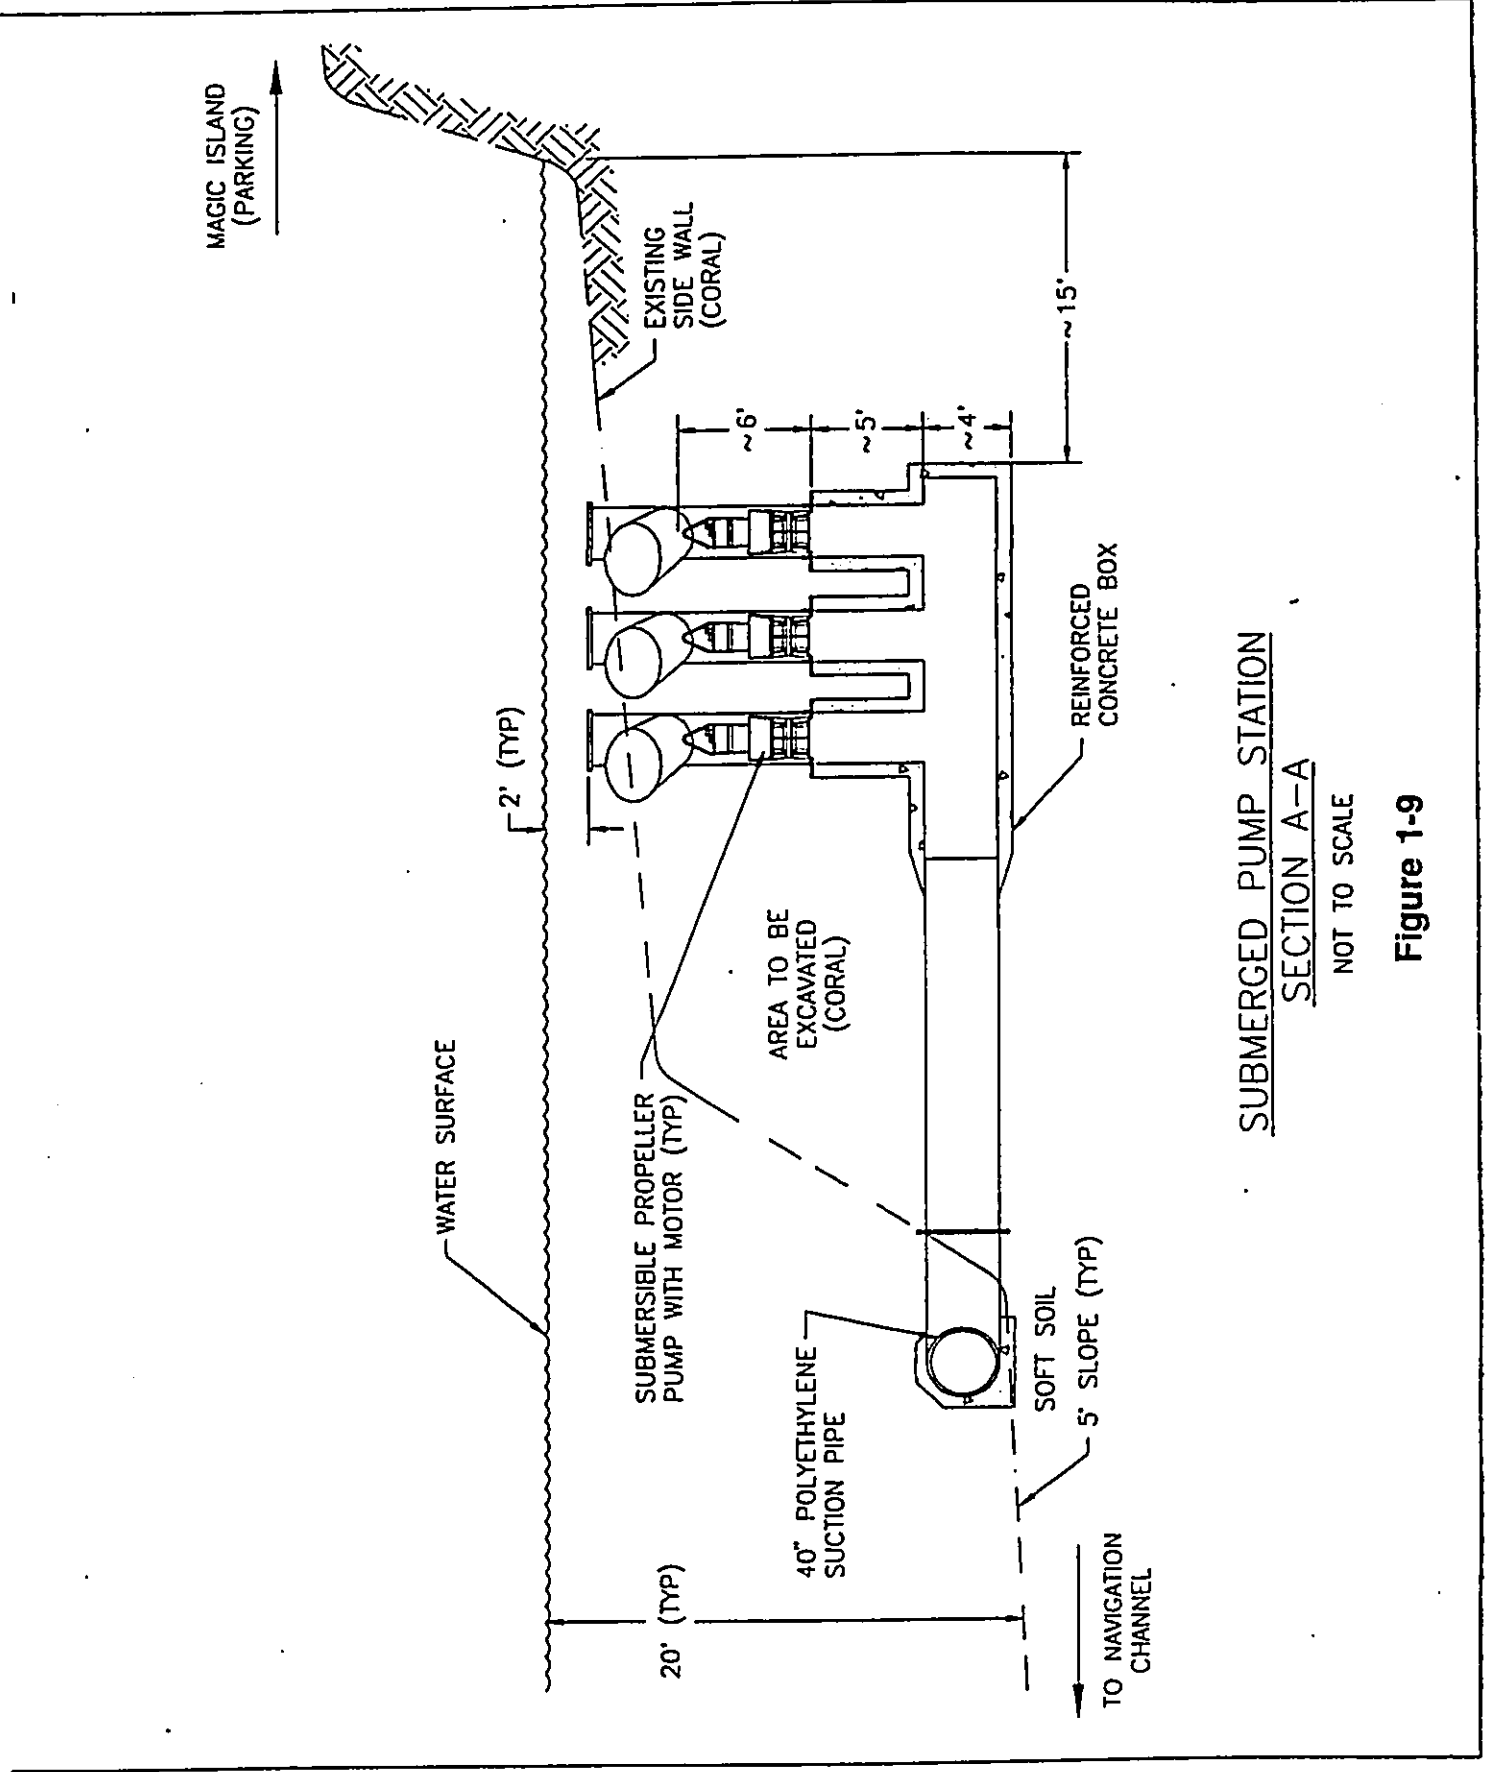 MAGIC ISLAND
(PARKING)
WATER SURFACE
2' (TYP)
EXISTING
SIDE WALL
(CORAL)
SUBMERSIBLE PROPELLER
PUMP WITH MOTOR (TYP)
20' (TYP)
~6'
~5'
~4'
~15'
AREA TO BE
EXCAVATED
(CORAL)
40" POLYETHYLENE
SUCTION PIPE
SOFT SOIL
5° SLOPE (TYP)
REINFORCED
CONCRETE BOX
TO NAVIGATION
CHANNEL
SUBMERGED PUMP STATION
SECTION A-A
NOT TO SCALE
Figure 1-9